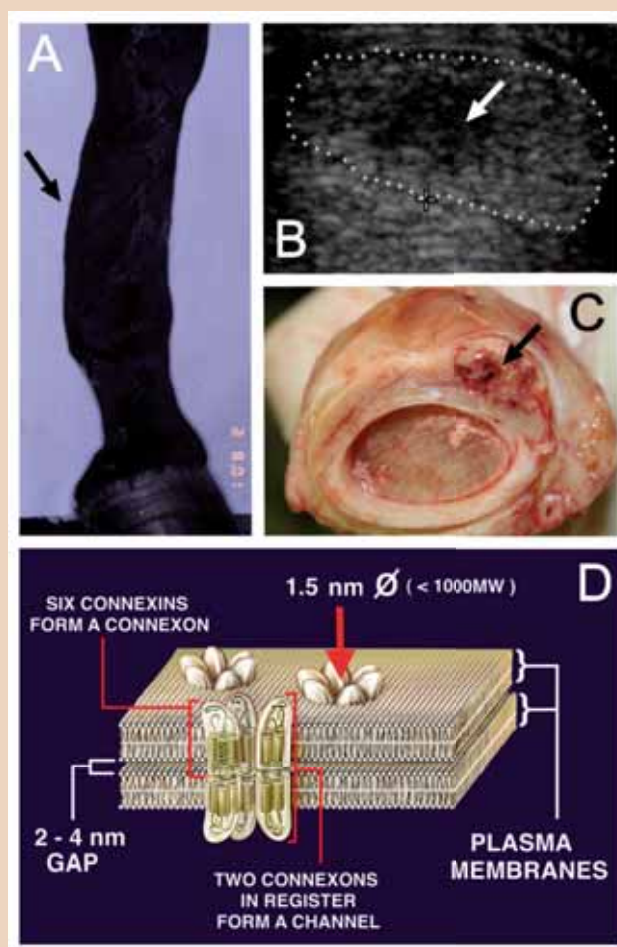 A
B
C
D
1.5 nm Ø ( < 1000MW)
SIX CONNEXINS
FORM A CONNEXON
2 - 4 nm
GAP
TWO CONNEXONS
IN REGISTER
FORM A CHANNEL
PLASMA
MEMBRANES